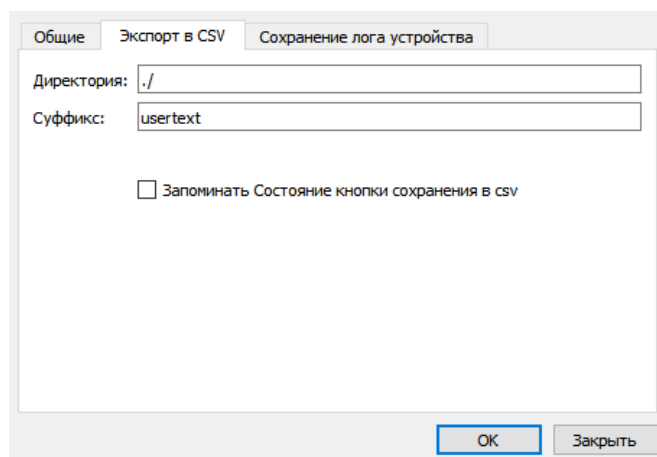 Общие Экспорт в CSV Сохранение лога устройства
Директория: ./
Суффикс: usertext
Запоминать Состояние кнопки сохранения в csv
OK Закрыть